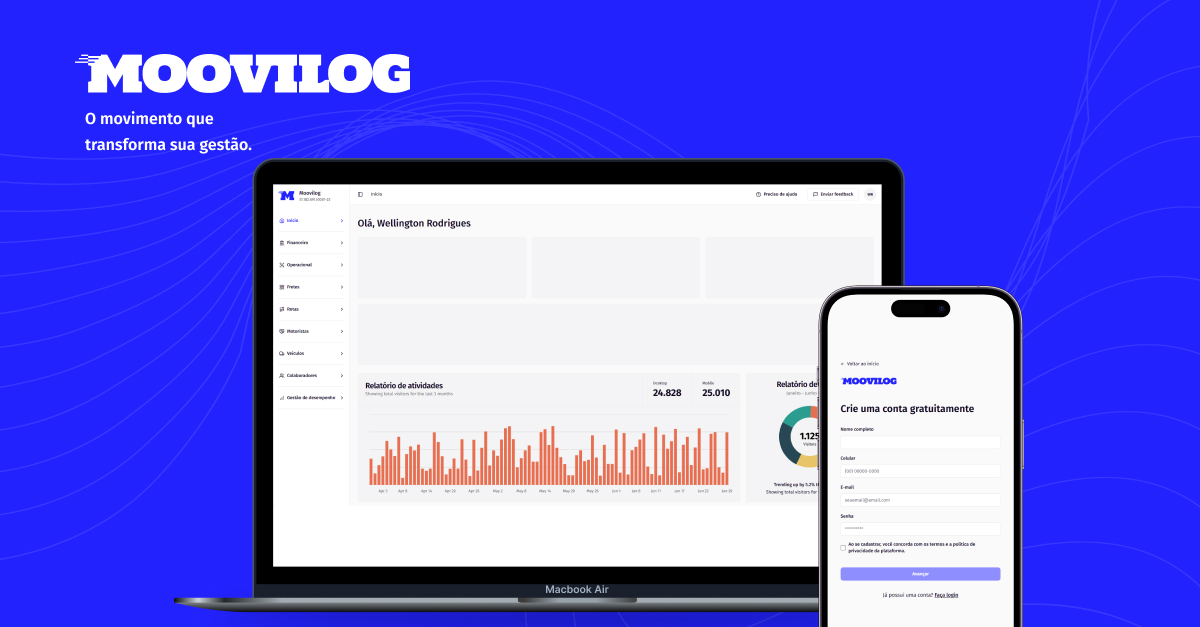 MOOVILOG
O movimento que
transforma sua gestão.
Moovilog
Início
Preciso de ajuda
Enviar feedback
WR
Olá, Wellington Rodrigues
Início
Financeiro
Operacional
Fretes
Rotas
Motoristas
Veículos
Colaboradores
Gestão de desempenho
Relatório de atividades
Showing total visitors for the last 3 months
Desktop
24.828
Mobile
25.010
Apr 3
Apr 8
Apr 14
Apr 20
Apr 25
May 2
May 8
May 14
May 20
May 26
Jun 1
Jun 6
Jun 11
Jun 17
Jun 23
Jun 30
Relatório de
Janeiro - Junho
1.125
Visitors
Trending up by 5.2% t
Showing total visitors for
Macbook Air
Voltar ao início
MOOVILOG
Crie uma conta gratuitamente
Nome completo
Celular
(00) 00000-0000
E-mail
seuemail@email.com
Senha
Ao se cadastrar, você concorda com os termos e a política de
privacidade da plataforma.
Avançar
Já possui uma conta? Faça login